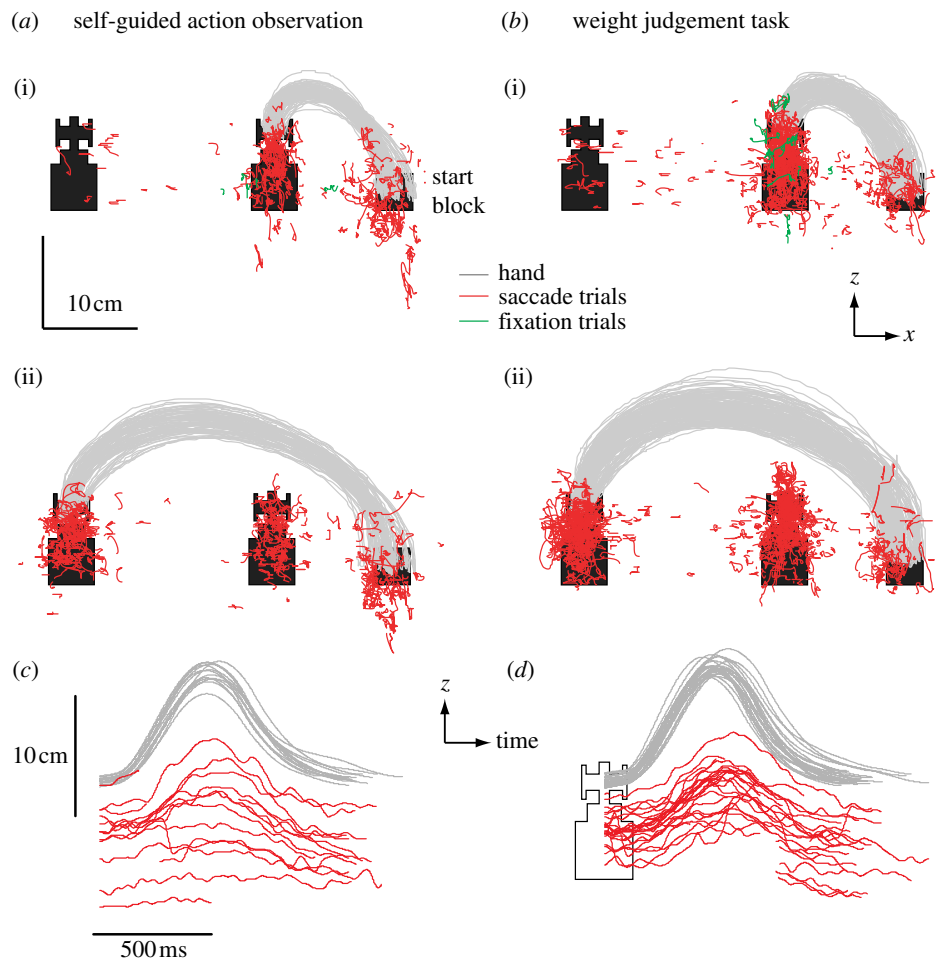 (a) self-guided action observation
(b) weight judgement task
(i)
(i)
start
block
10 cm
hand
saccade trials
fixation trials
z
x
(ii)
(ii)
(c)
(d)
10 cm
z
time
500 ms